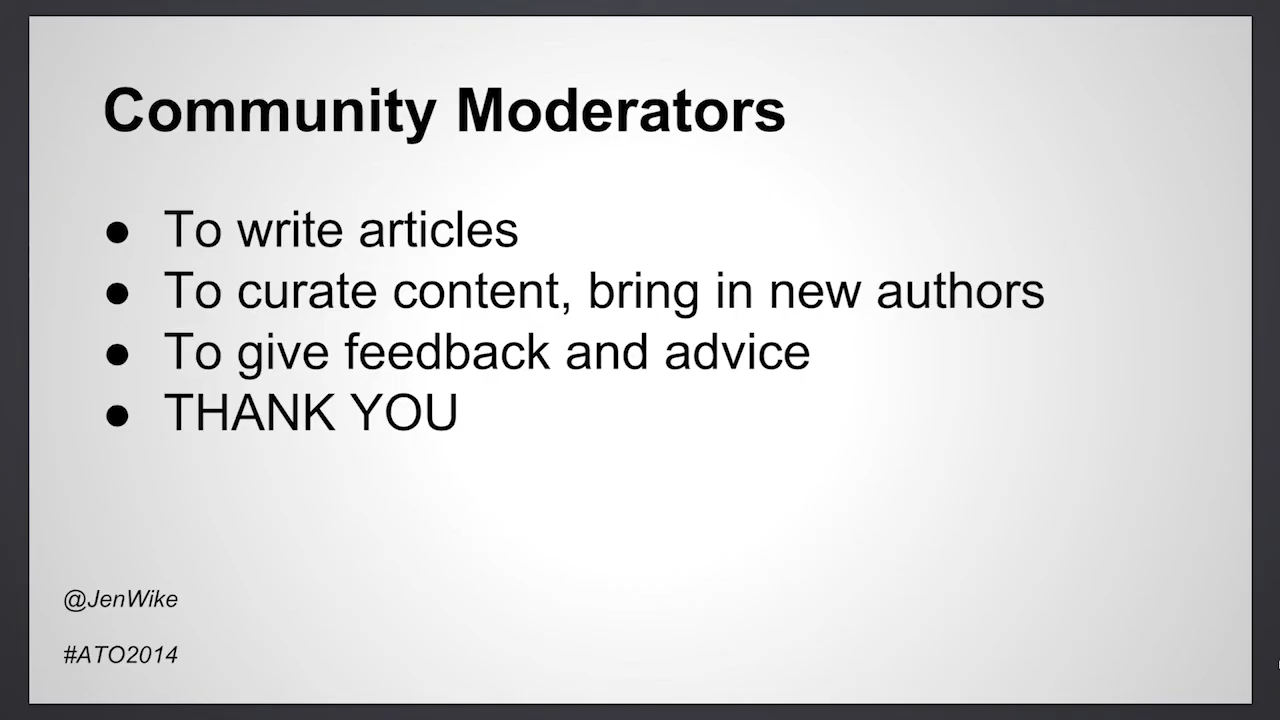 Community Moderators
● To write articles
● To curate content, bring in new authors
● To give feedback and advice
● THANK YOU
@JenWike
#ATO2014